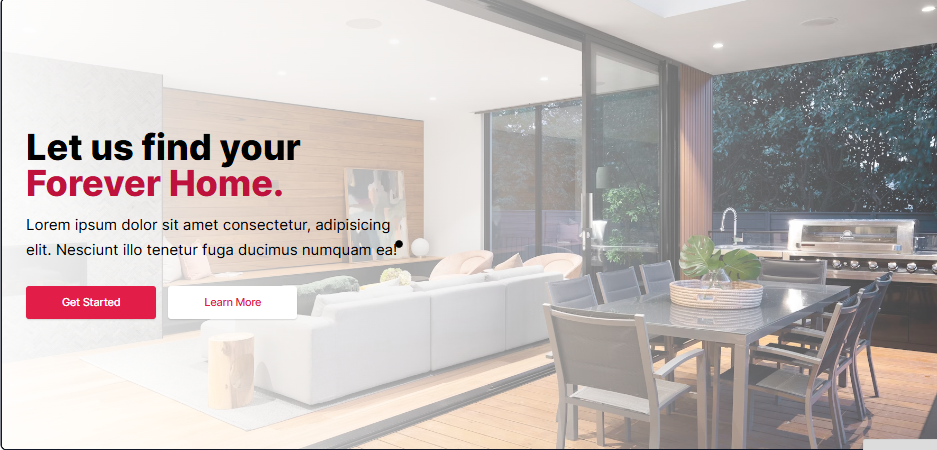 Let us find your
Forever Home.
Lorem ipsum dolor sit amet consectetur, adipisicing
elit. Nesciunt illo tenetur fuga ducimus numquam ea!
Get Started
Learn More